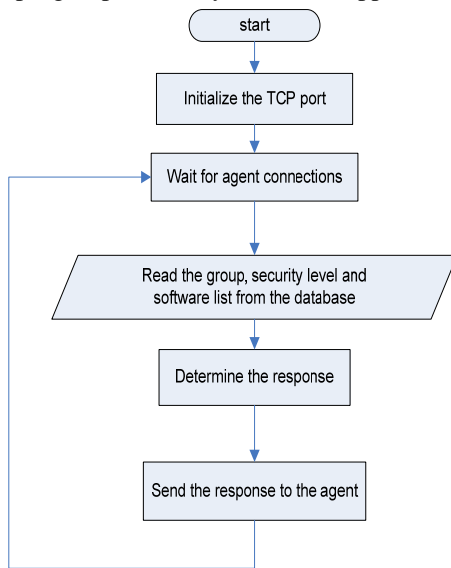 start
Initialize the TCP port
Wait for agent connections
Read the group, security level and
software list from the database
Determine the response
Send the response to the agent